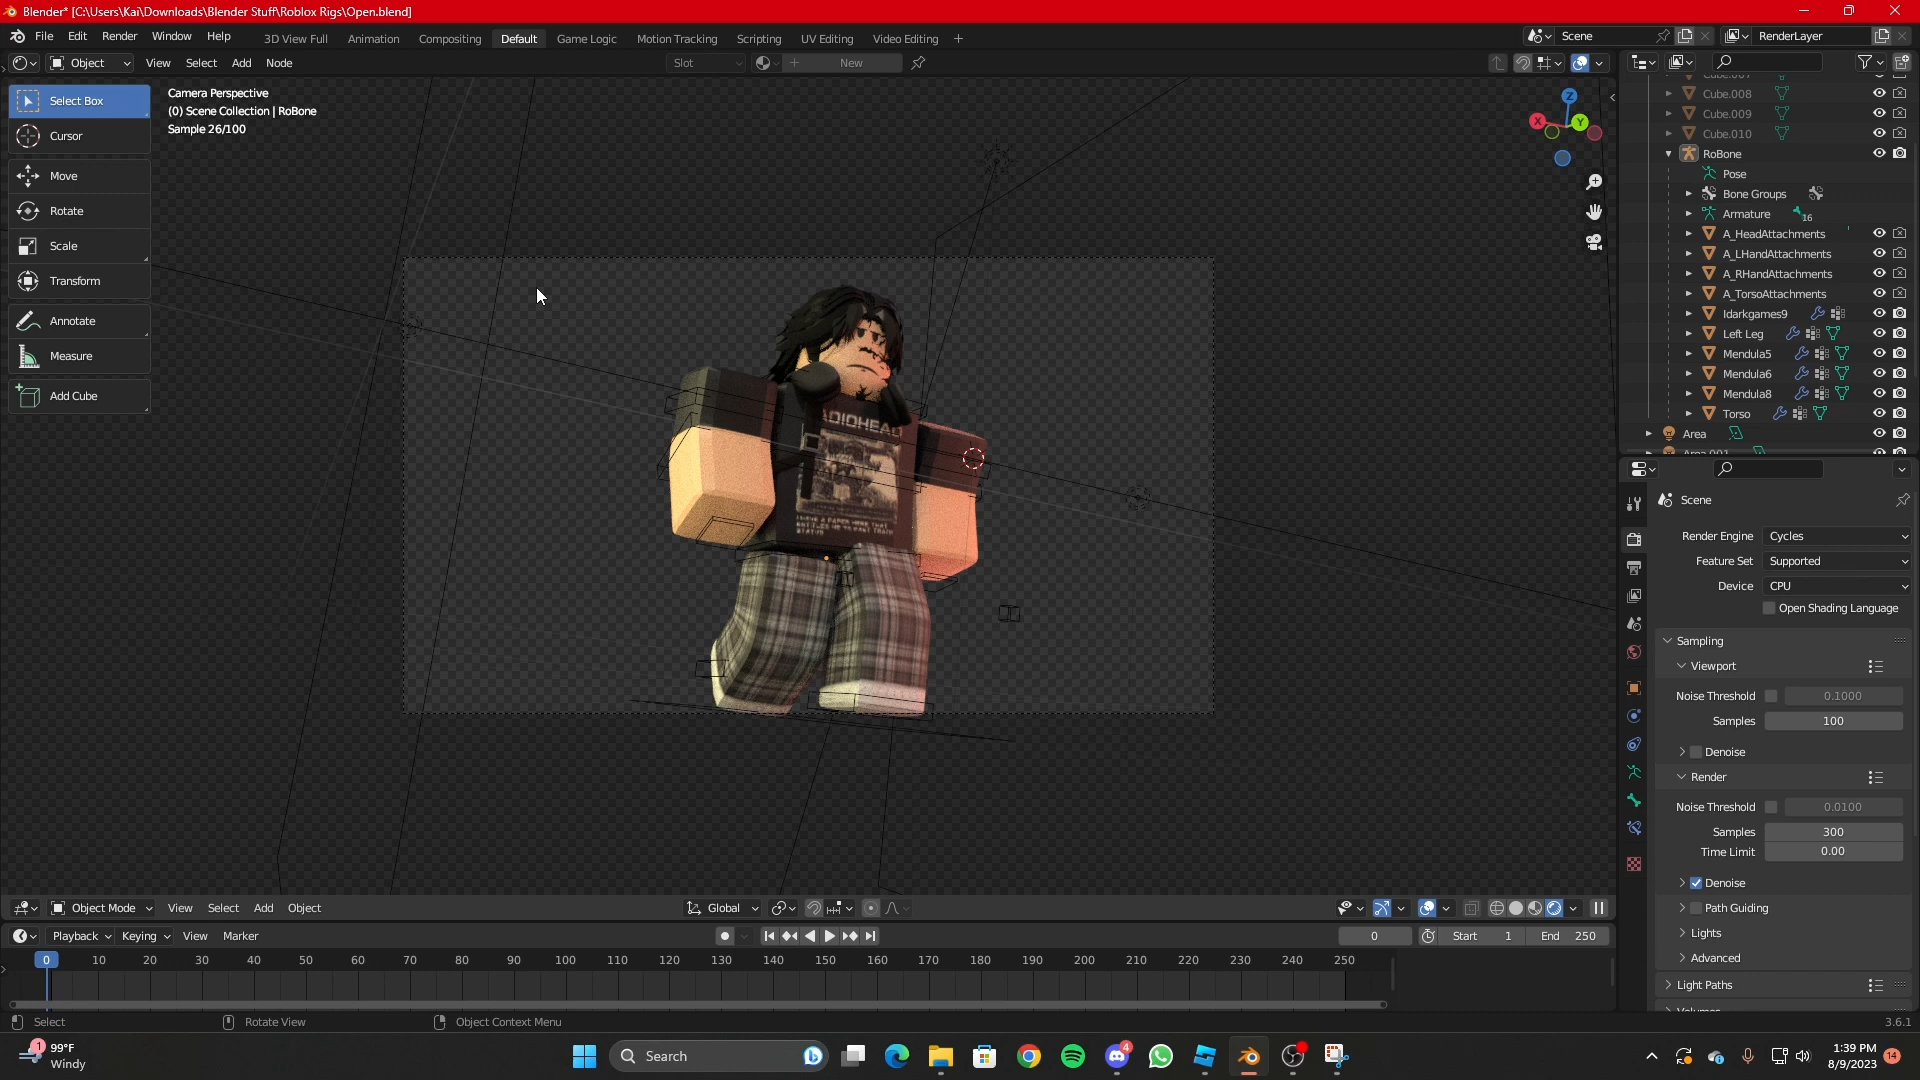 Blender* [C:\Users\Kai\Downloads\Blender Stuff\Roblox Rigs\Open.blend]
File Edit Render Window Help
3D View Full Animation Compositing Default Game Logic Motion Tracking Scripting UV Editing Video Editing +
Scene
RenderLayer
Object View Select Add Node
Slot
New
Select Box
Cursor
Move
Rotate
Scale
Transform
Annotate
Measure
Add Cube
Camera Perspective
(0) Scene Collection | RoBone
Sample 26/100
Z
X
Y
RADIOHEAD
Cube.007
Cube.008
Cube.009
Cube.010
RoBone
Pose
Bone Groups
Armature 16
A_HeadAttachments
A_LHandAttachments
A_RHandAttachments
A_TorsoAttachments
Idarkgames9
Left Leg
Mendula5
Mendula6
Mendula8
Torso
Area
Area.001
Scene
Render Engine Cycles
Feature Set Supported
Device CPU
Open Shading Language
Sampling
Viewport
Noise Threshold 0.1000
Samples 100
Denoise
Render
Noise Threshold 0.0100
Samples 300
Time Limit 0.00
Denoise
Path Guiding
Lights
Advanced
Light Paths
Volumes
Object Mode View Select Add Object
Global
Playback Keying View Marker
0 Start 1 End 250
0 10 20 30 40 50 60 70 80 90 100 110 120 130 140 150 160 170 180 190 200 210 220 230 240 250
Select Rotate View Object Context Menu
3.6.1
1
99°F
Windy
Search
4
1:39 PM
8/9/2023
14